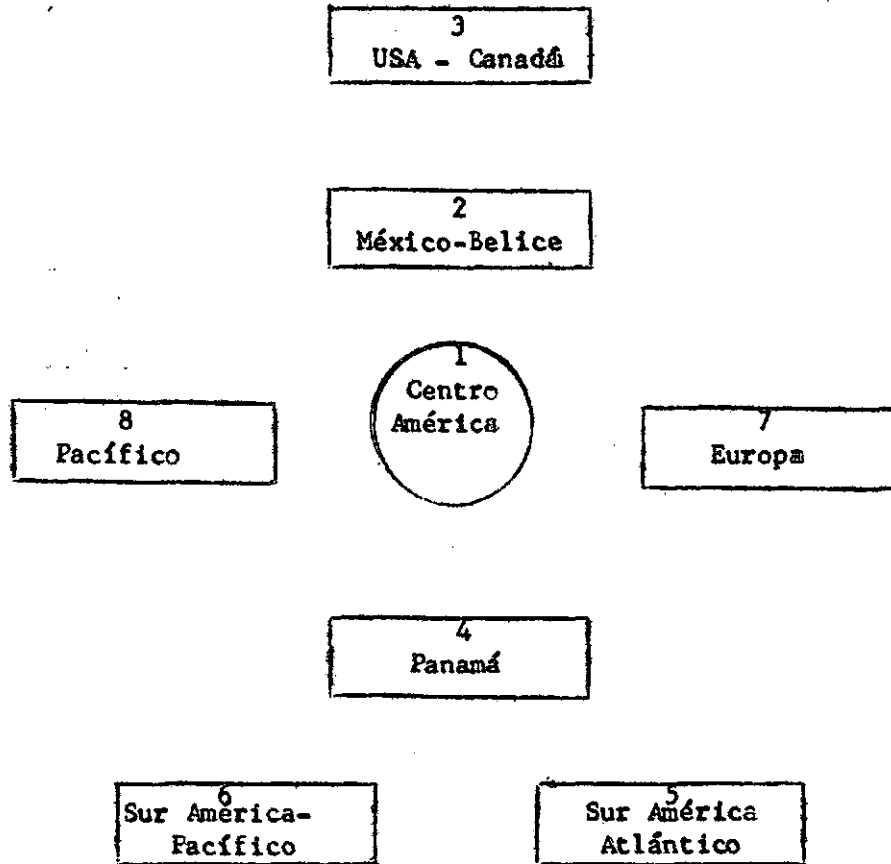 3
USA - Canadá
2
México-Belice
1
Centro
América
8
Pacífico
7
Europa
4
Panamá
6
Sur América-
Pacífico
5
Sur América
Atlántico